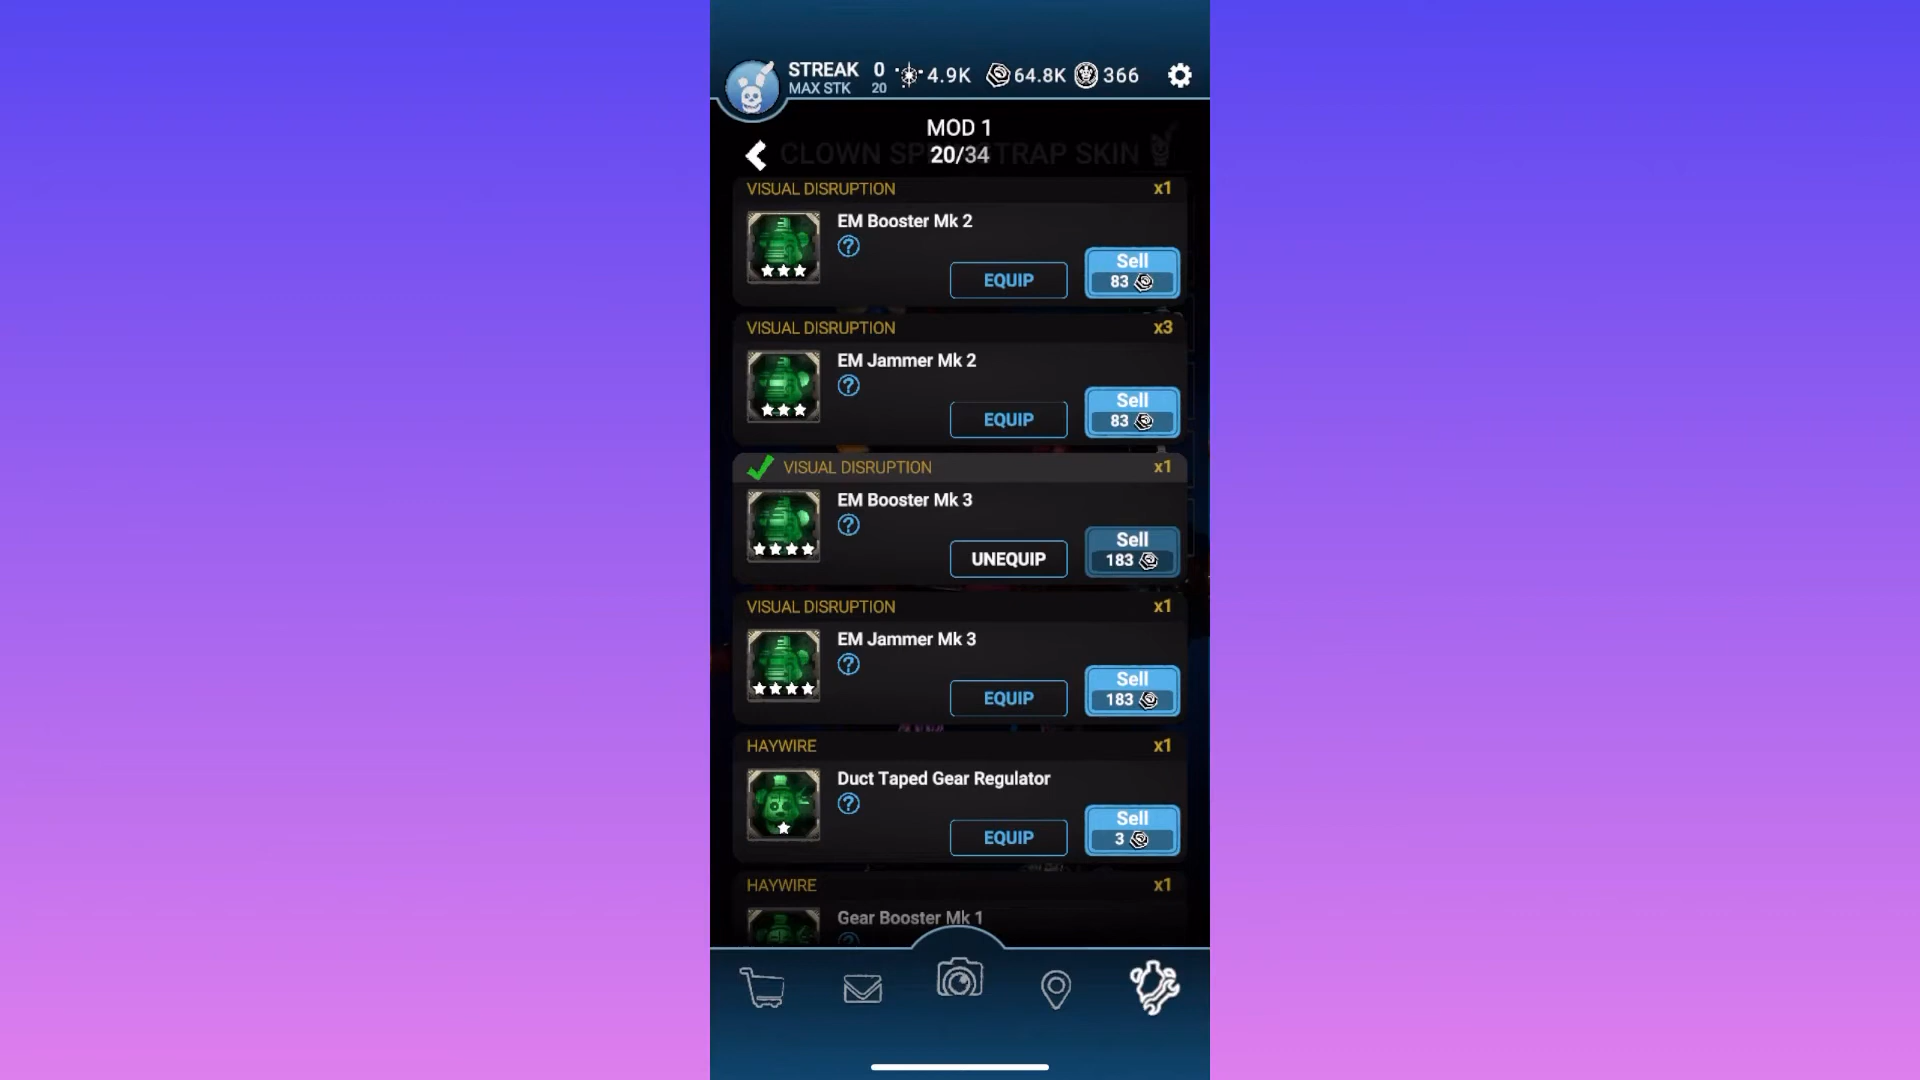 STREAK 0
MAX STK 20
4.9K
64.8K
366
MOD 1
CLOWN SPRINGTRAP SKIN
20/34
VISUAL DISRUPTION x1
EM Booster Mk 2
?
EQUIP
Sell
83
VISUAL DISRUPTION x3
EM Jammer Mk 2
?
EQUIP
Sell
83
VISUAL DISRUPTION x1
EM Booster Mk 3
?
UNEQUIP
Sell
183
VISUAL DISRUPTION x1
EM Jammer Mk 3
?
EQUIP
Sell
183
HAYWIRE x1
Duct Taped Gear Regulator
?
EQUIP
Sell
3
HAYWIRE x1
Gear Booster Mk 1